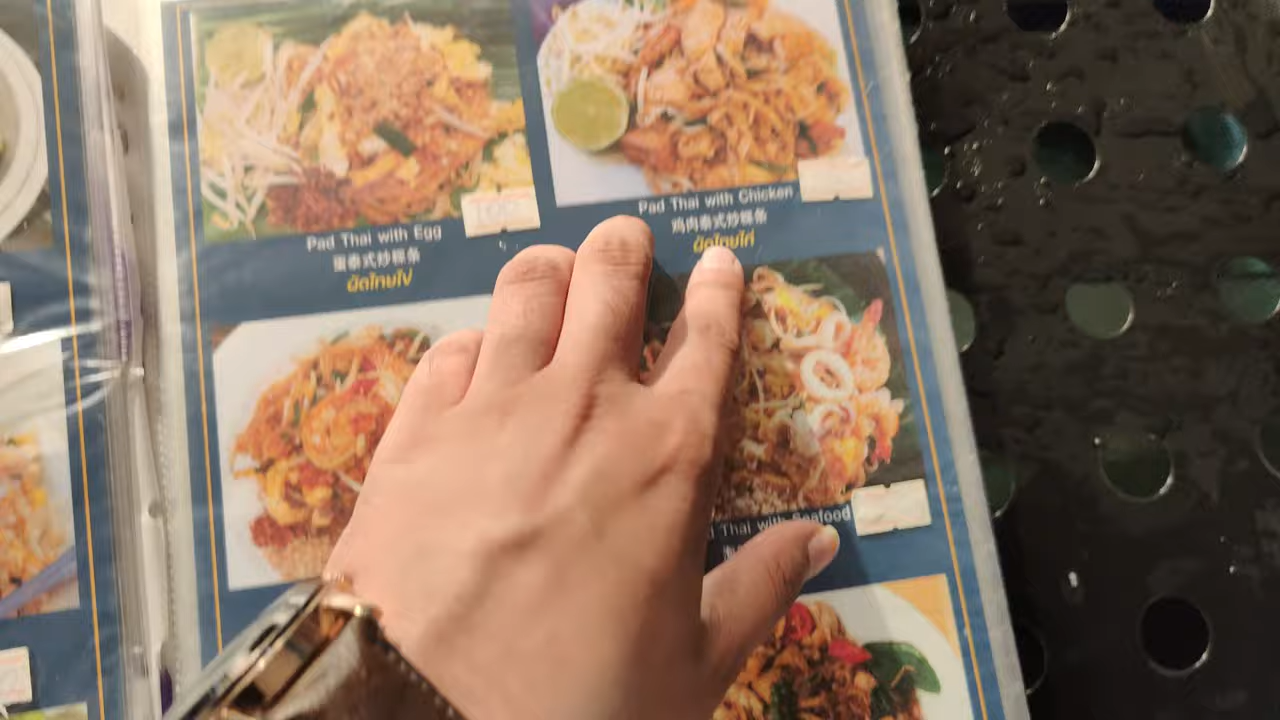 Pad Thai with Egg
蛋泰式炒粿条
ผัดไทยไข่
Pad Thai with Chicken
鸡肉泰式炒粿条
ผัดไทยไก่
Thai with Seafood